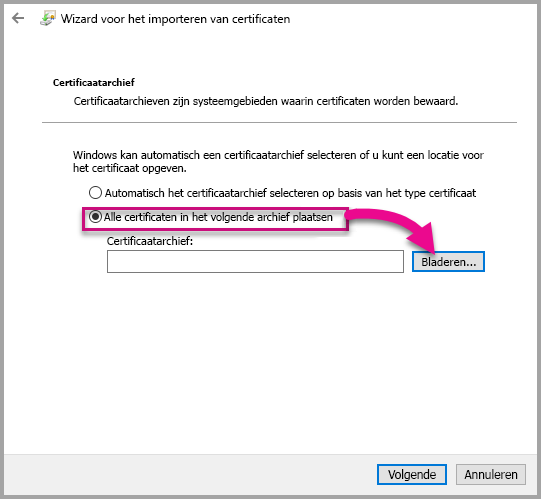 Wizard voor het importeren van certificaten
Certificaatarchief
Certificaatarchieven zijn systeemgebieden waarin certificaten worden bewaard.
Windows kan automatisch een certificaatarchief selecteren of u kunt een locatie voor
het certificaat opgeven.
Automatisch het certificaatarchief selecteren op basis van het type certificaat
Alle certificaten in het volgende archief plaatsen
Certificaatarchief:
Bladeren...
Volgende
Annuleren